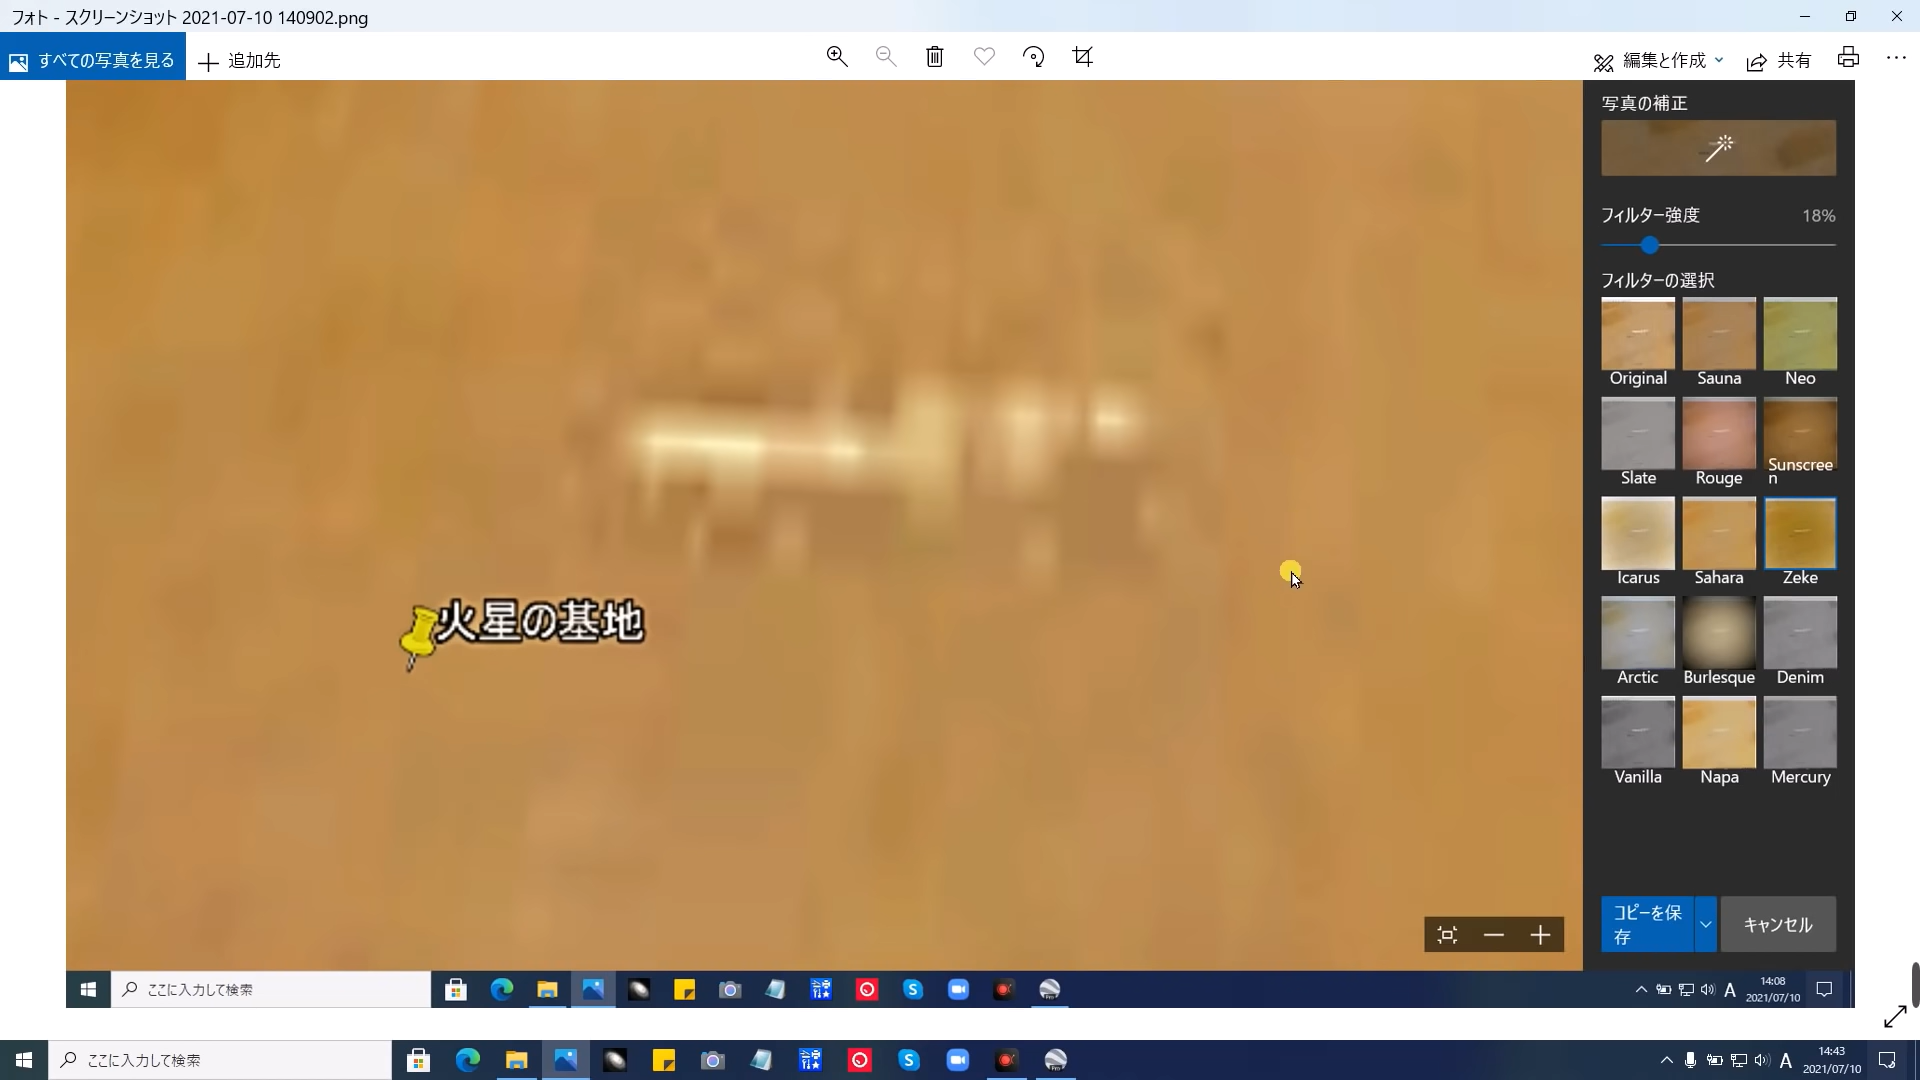 フォト - スクリーンショット 2021-07-10 140902.png
すべての写真を見る
追加先
編集と作成
共有
写真の補正
フィルター強度 18%
フィルターの選択
Original Sauna Neo
Slate Rouge Sunscree
n
Icarus Sahara Zeke
Arctic Burlesque Denim
Vanilla Napa Mercury
火星の基地
コピーを保
存
キャンセル
ここに入力して検索
A
14:08
2021/07/10
ここに入力して検索
A
14:43
2021/07/10